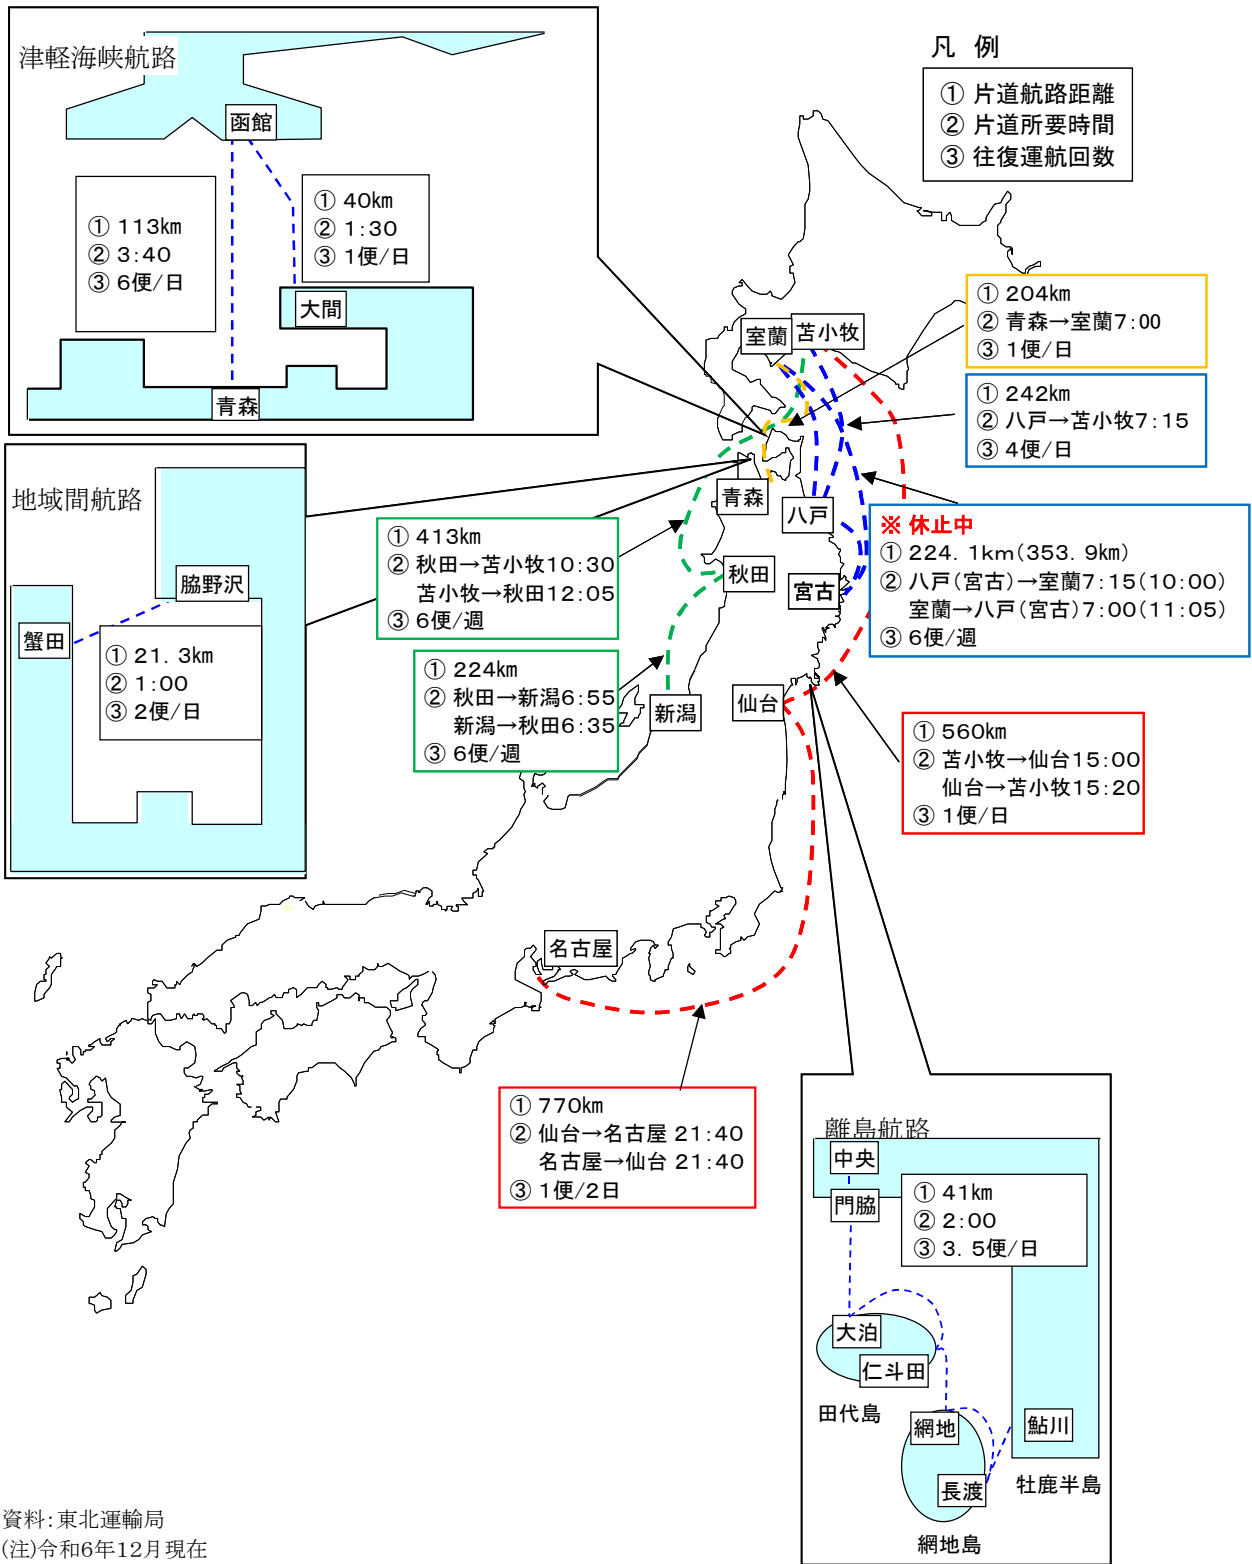 津軽海峡航路
函館
① 113km
② 3:40
③ 6便/日
① 40km
② 1:30
③ 1便/日
大間
青森
凡 例
① 片道航路距離
② 片道所要時間
③ 往復運航回数
室蘭
苫小牧
① 204km
② 青森→室蘭7:00
③ 1便/日
① 242km
② 八戸→苫小牧7:15
③ 4便/日
※ 休止中
① 224. 1km(353. 9km)
② 八戸(宮古)→室蘭7:15(10:00)
室蘭→八戸(宮古)7:00(11:05)
③ 6便/週
青森
八戸
秋田
宮古
仙台
新潟
名古屋
地域間航路
脇野沢
蟹田
① 21. 3km
② 1:00
③ 2便/日
① 413km
② 秋田→苫小牧10:30
苫小牧→秋田12:05
③ 6便/週
① 224km
② 秋田→新潟6:55
新潟→秋田6:35
③ 6便/週
① 560km
② 苫小牧→仙台15:00
仙台→苫小牧15:20
③ 1便/日
① 770km
② 仙台→名古屋 21:40
名古屋→仙台 21:40
③ 1便/2日
離島航路
中央
門脇
① 41km
② 2:00
③ 3. 5便/日
大泊
仁斗田
田代島
網地
鮎川
長渡
牡鹿半島
網地島
資料:東北運輸局
(注)令和6年12月現在